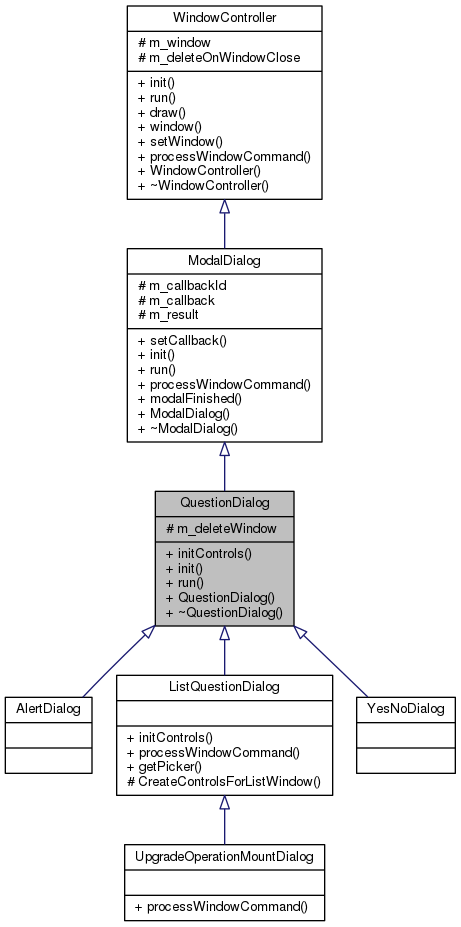 WindowController
# m_window
# m_deleteOnWindowClose
+ init()
+ run()
+ draw()
+ window()
+ setWindow()
+ processWindowCommand()
+ WindowController()
+ ~WindowController()
ModalDialog
# m_callbackId
# m_callback
# m_result
+ setCallback()
+ init()
+ run()
+ processWindowCommand()
+ modalFinished()
+ ModalDialog()
+ ~ModalDialog()
QuestionDialog
# m_deleteWindow
+ initControls()
+ init()
+ run()
+ QuestionDialog()
+ ~QuestionDialog()
AlertDialog
ListQuestionDialog
+ initControls()
+ processWindowCommand()
+ getPicker()
# CreateControlsForListWindow()
YesNoDialog
UpgradeOperationMountDialog
+ processWindowCommand()